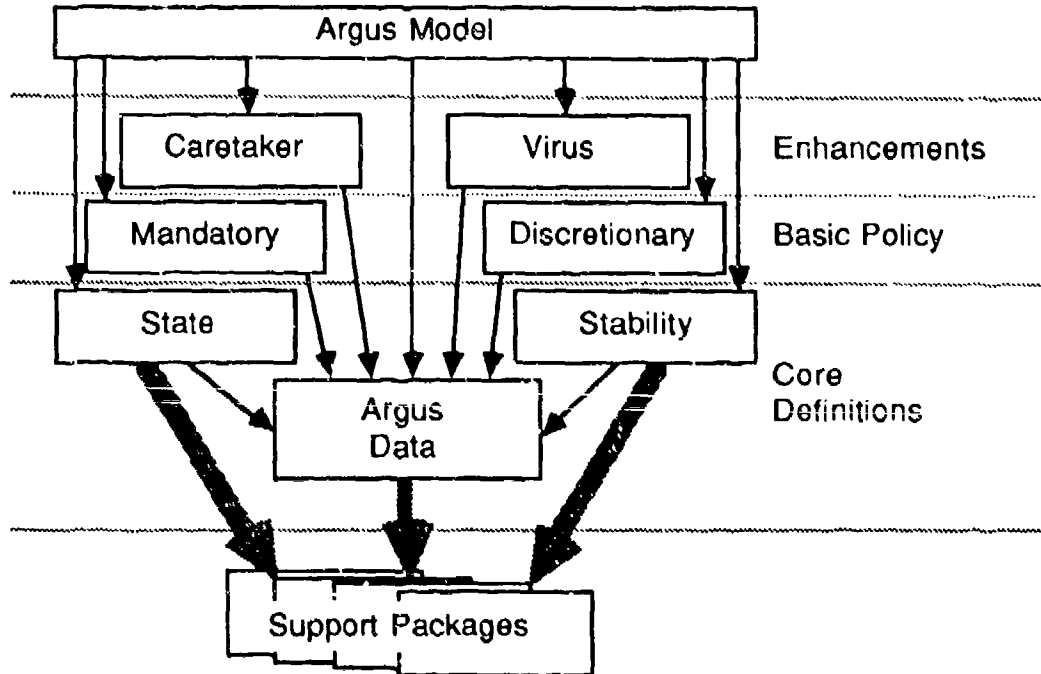 Argus Model
Caretaker
Virus
Enhancements
Mandatory
Discretionary
Basic Policy
State
Stability
Argus
Data
Core
Definitions
Support Packages